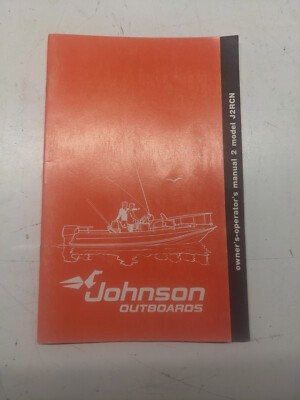 owner's-operator's manual 2 model J2RCN
Johnson
OUTBOARDS